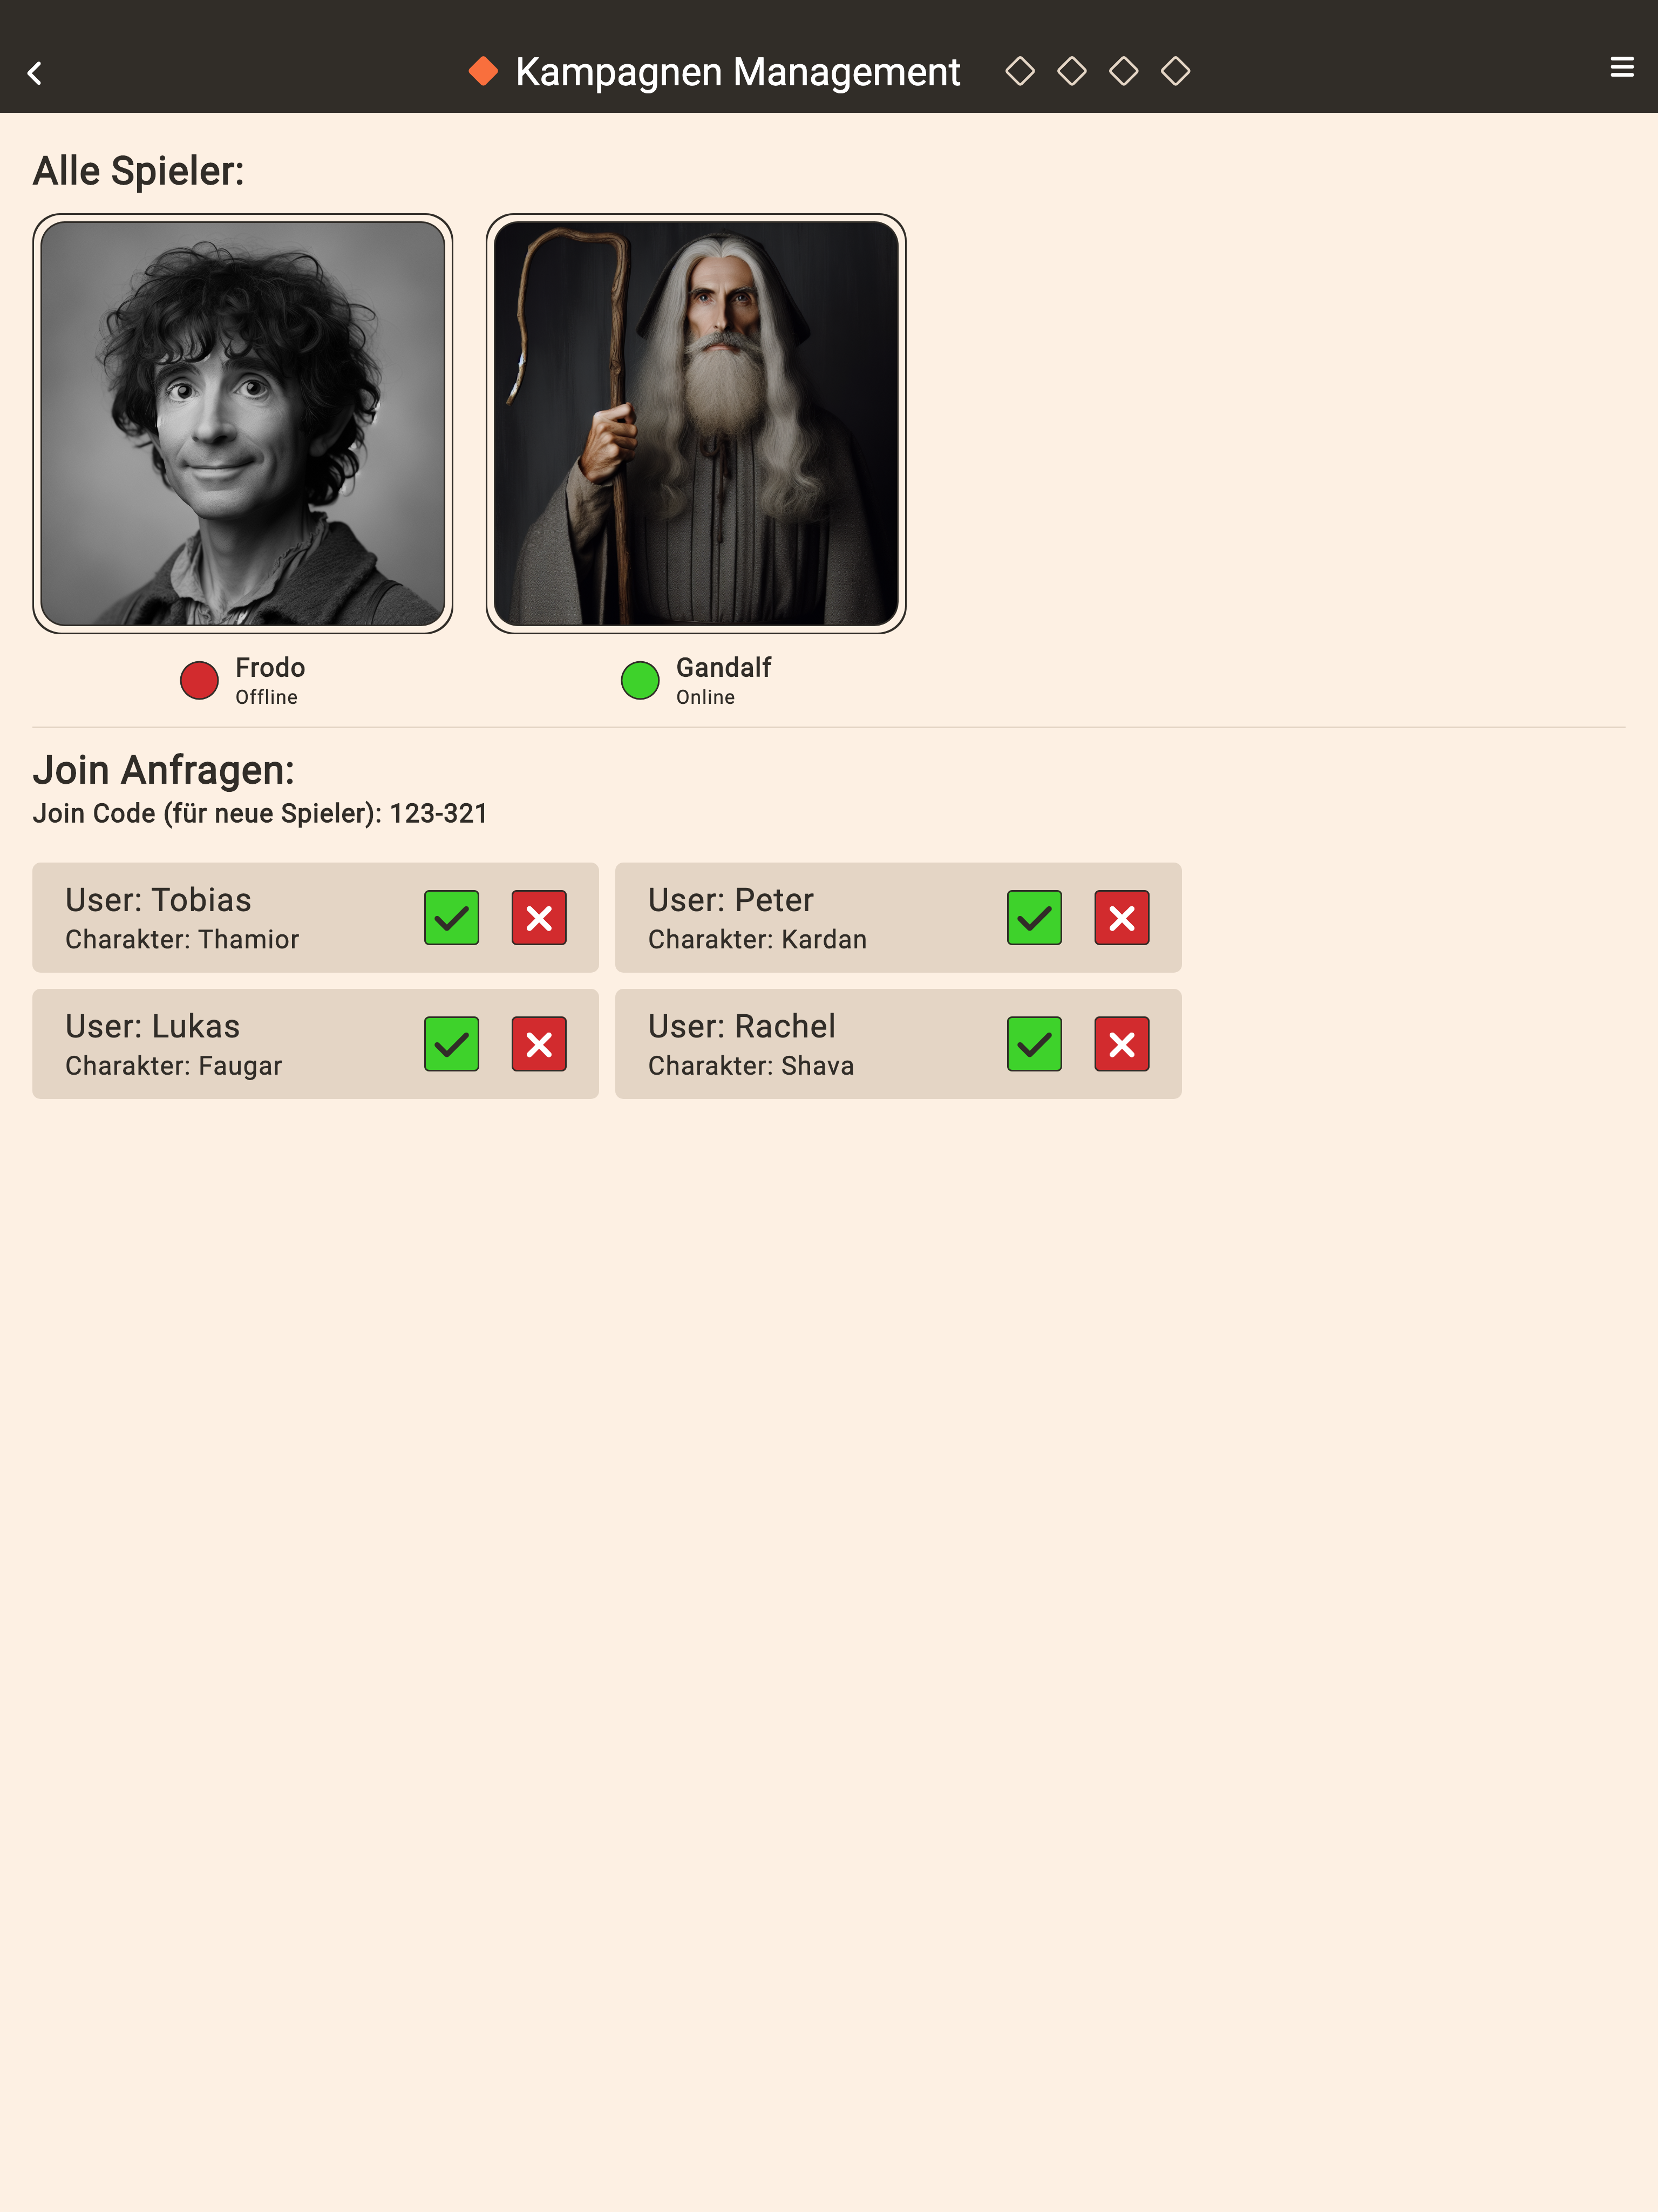 Kampagnen Management
Alle Spieler:
Frodo
Offline
Gandalf
Online
Join Anfragen:
Join Code (für neue Spieler): 123-321
User: Tobias
Charakter: Thamior
User: Peter
Charakter: Kardan
User: Lukas
Charakter: Faugar
User: Rachel
Charakter: Shava